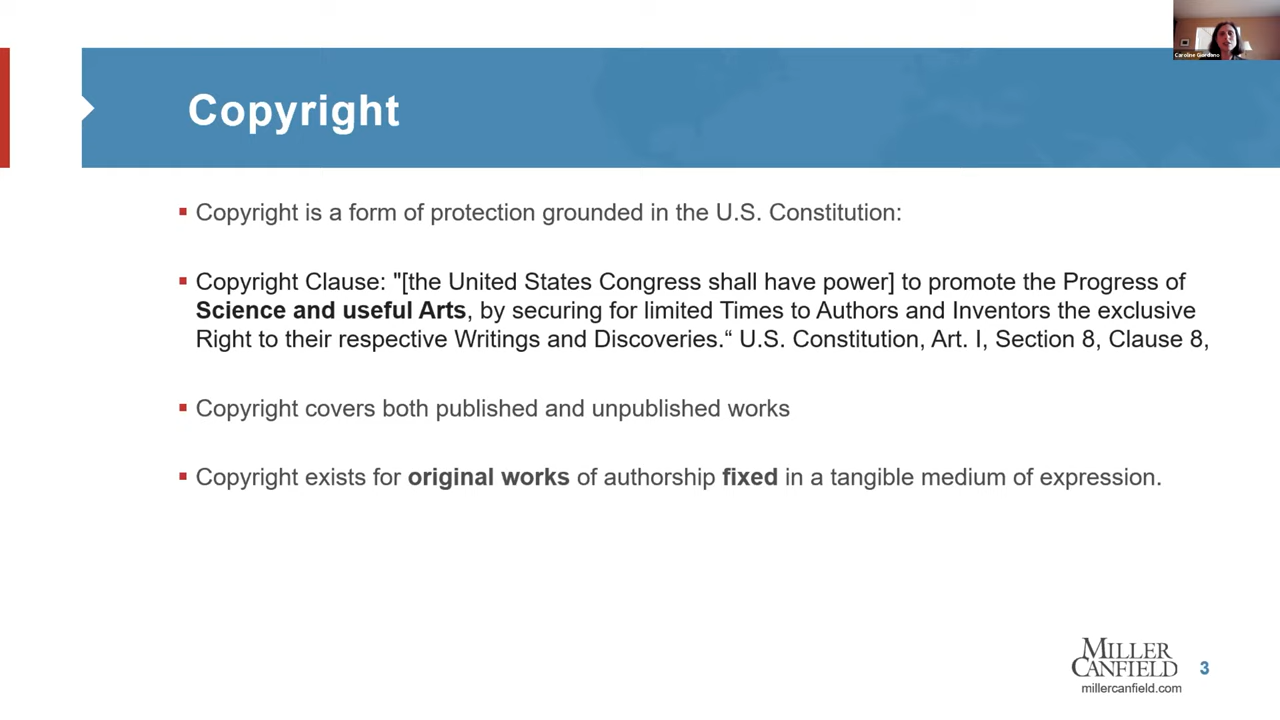 Caroline Giordano
Copyright
Copyright is a form of protection grounded in the U.S. Constitution:
Copyright Clause: "[the United States Congress shall have power] to promote the Progress of
Science and useful Arts, by securing for limited Times to Authors and Inventors the exclusive
Right to their respective Writings and Discoveries.“ U.S. Constitution, Art. I, Section 8, Clause 8,
Copyright covers both published and unpublished works
Copyright exists for original works of authorship fixed in a tangible medium of expression.
MILLER
CANFIELD
millercanfield.com
3